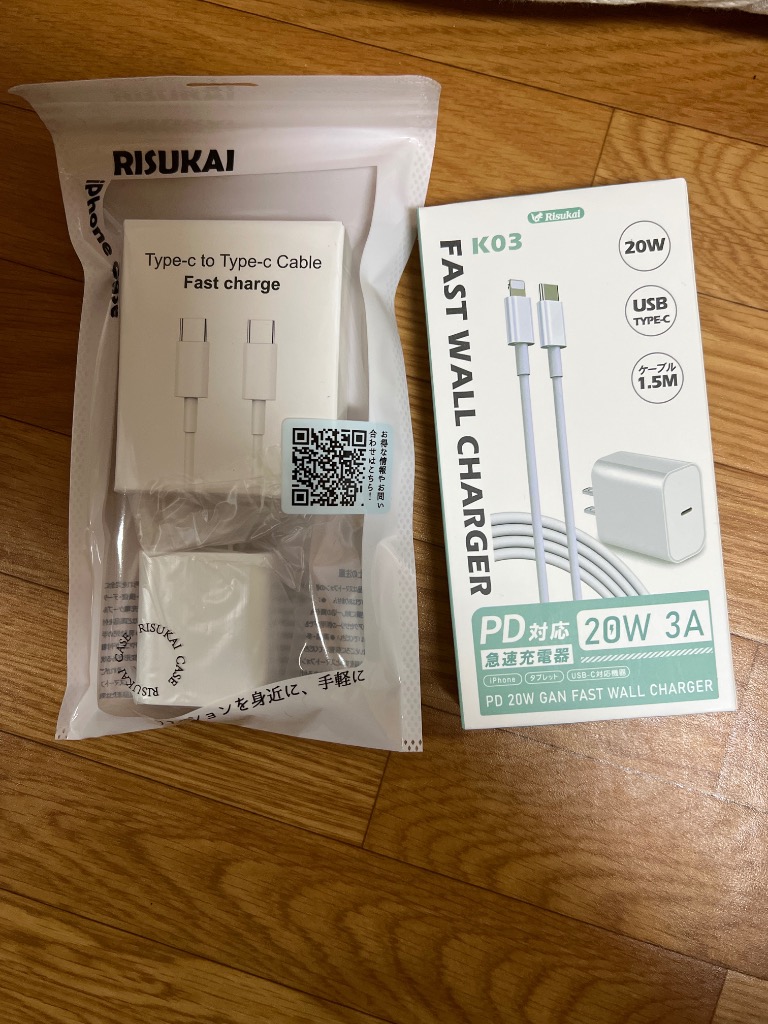 RISUKAI
iPhone Case
Type-c to Type-c Cable
Fast charge
お得な情報やお問い
合わせはこちら！
RISUKAI CASE
RISUKAI CASE
ョンを身近に、手軽に
Risukai
K03
FAST WALL CHARGER
20W
USB
TYPE-C
ケーブル
1.5M
PD対応
急速充電器
20W 3A
iPhone タブレット USB-C対応機器
PD 20W GAN FAST WALL CHARGER